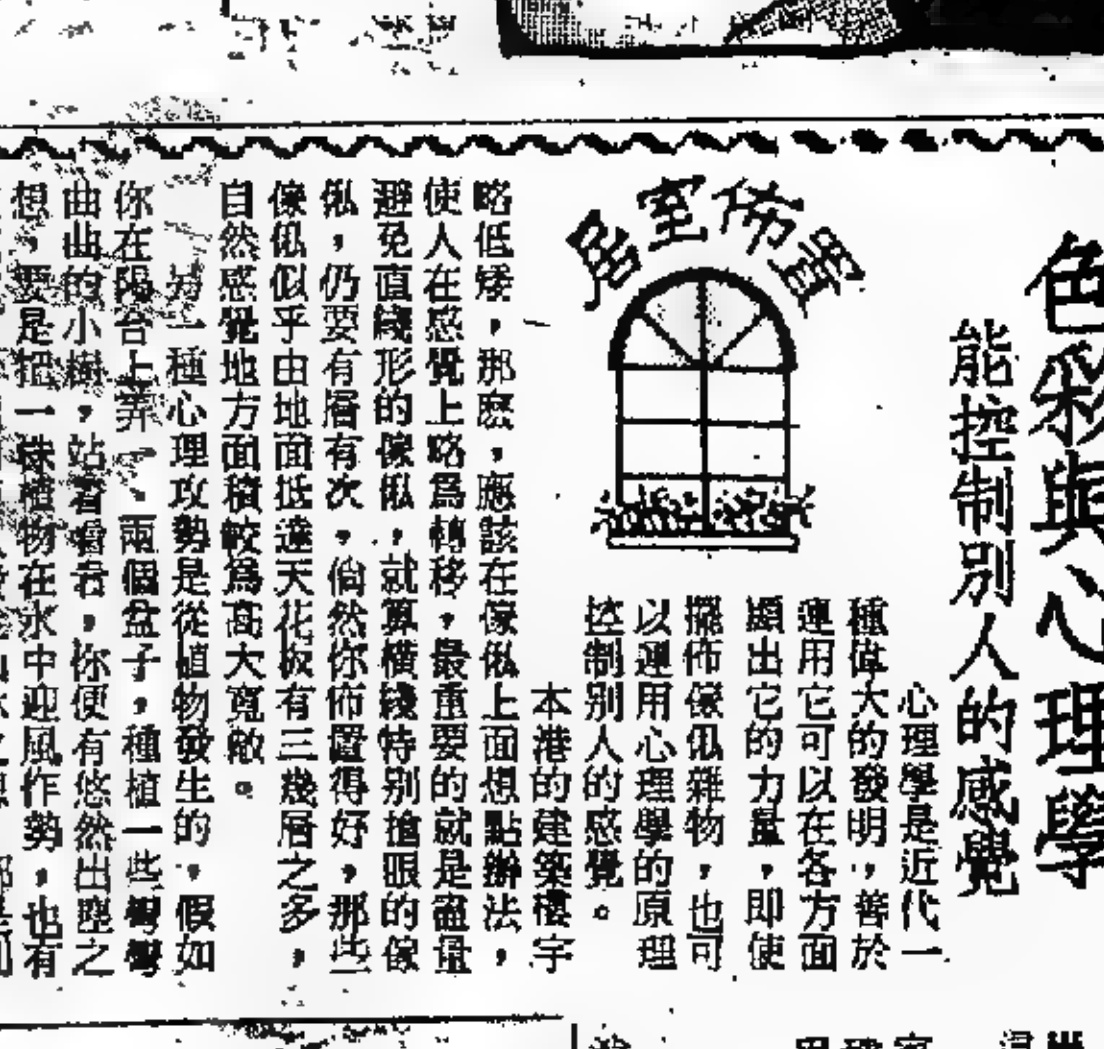 色彩與心理學
能控制別人的感覺
居室佈置
心理學是近代一
種偉大的發明,善於
運用它可以在各方面
顯出它的力量,即使
擺佈傢俬雜物,也可
以運用心理學的原理
控制別人的感覺。
本港的建築樓宇
略低矮,那麽,應該在傢俬上面想點辦法,
使人在感覺上略爲轉移,最重要的就是盡量
避免直綫形的傢俬,就算橫綫特別搶眼的傢
俬,仍要有層有次,倘然你佈置得好,那些
傢俬似乎由地面抵達天花板有三幾層之多,
自然感覺地方面積較爲高大寬敞。
另一種心理攻勢是從植物發生的,假如
你在陽台上弄一、兩個盆子,種植一些彎彎
曲曲的小樹,站着看去,你便有悠然出塵之
想,要是把一株植物在水中迎風作勢,也有